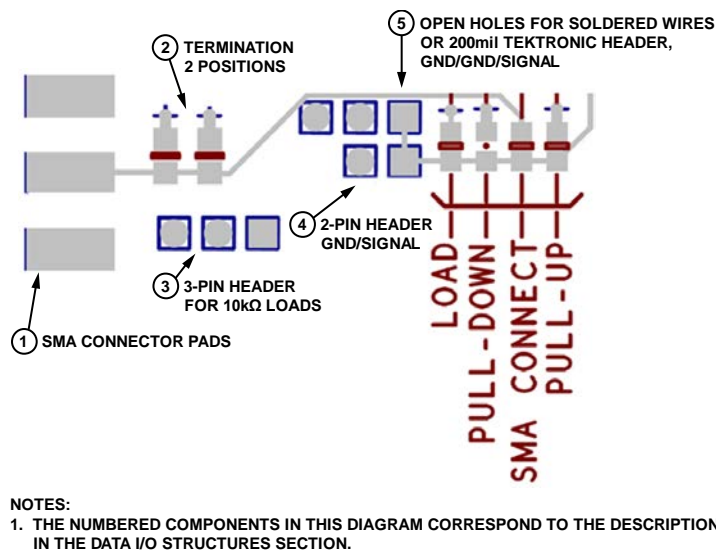 5 OPEN HOLES FOR SOLDERED WIRES
OR 200mil TEKTRONIC HEADER,
GND/GND/SIGNAL
2 TERMINATION
2 POSITIONS
4 2-PIN HEADER
GND/SIGNAL
3 3-PIN HEADER
FOR 10kΩ LOADS
1 SMA CONNECTOR PADS
LOAD
PULL-DOWN
SMA CONNECT
PULL-UP
NOTES:
1. THE NUMBERED COMPONENTS IN THIS DIAGRAM CORRESPOND TO THE DESCRIPTION
IN THE DATA I/O STRUCTURES SECTION.